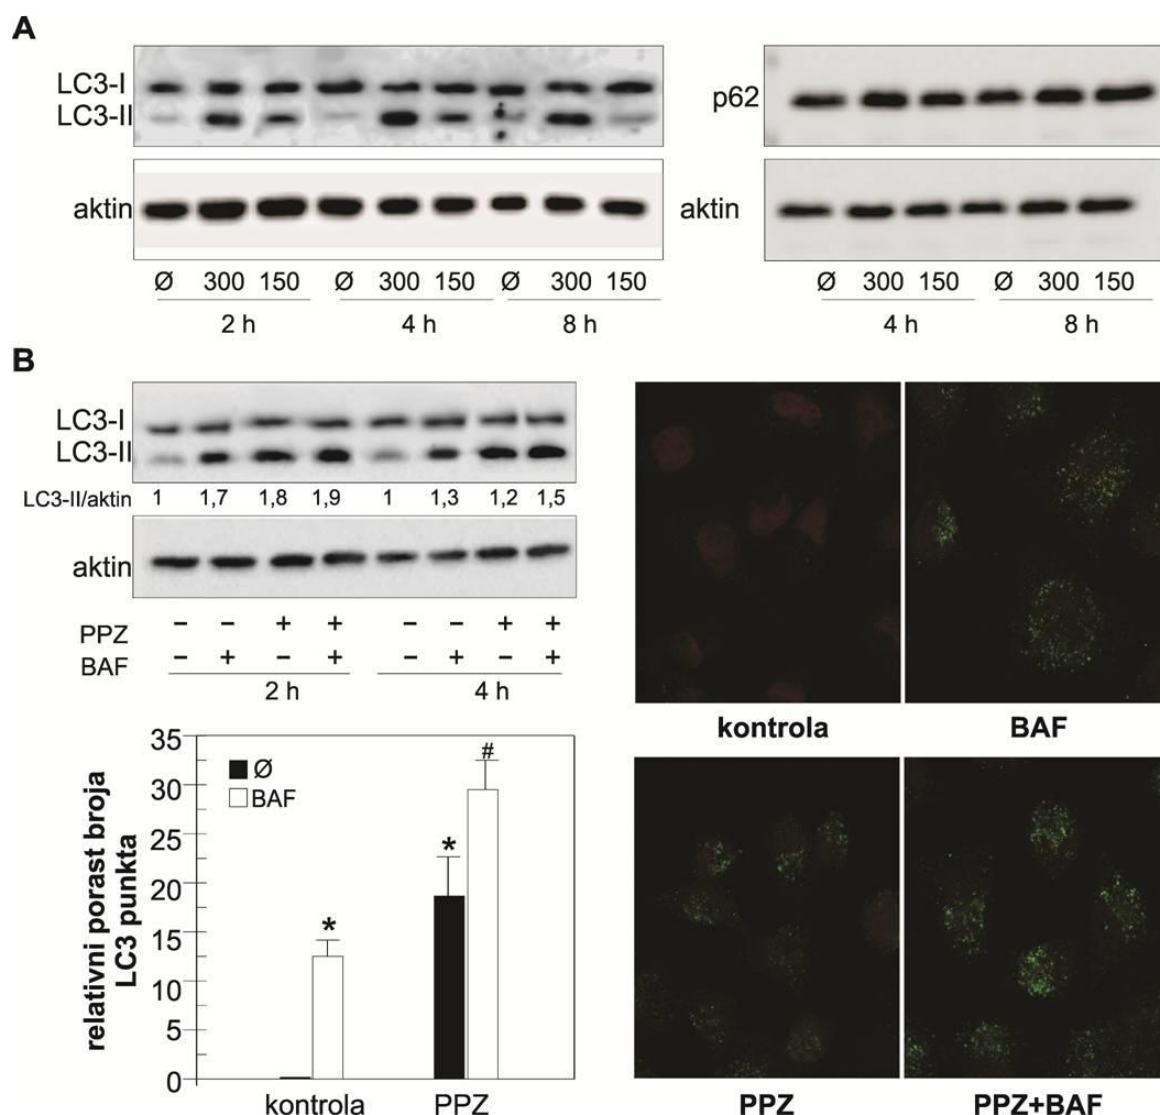 A
LC3-I
LC3-II
aktin
Ø 300 150 Ø 300 150 Ø 300 150
2 h 4 h 8 h
p62
aktin
Ø 300 150 Ø 300 150
4 h 8 h
B
LC3-I
LC3-II
LC3-II/aktin 1 1,7 1,8 1,9 1 1,3 1,2 1,5
aktin
PPZ − − + + − − + +
BAF − + − + − + − +
2 h 4 h
35
30
25
20
15
10
5
0
relativni porast broja
LC3 punkta
Ø
BAF
*
*
#
kontrola PPZ
kontrola BAF
PPZ PPZ+BAF